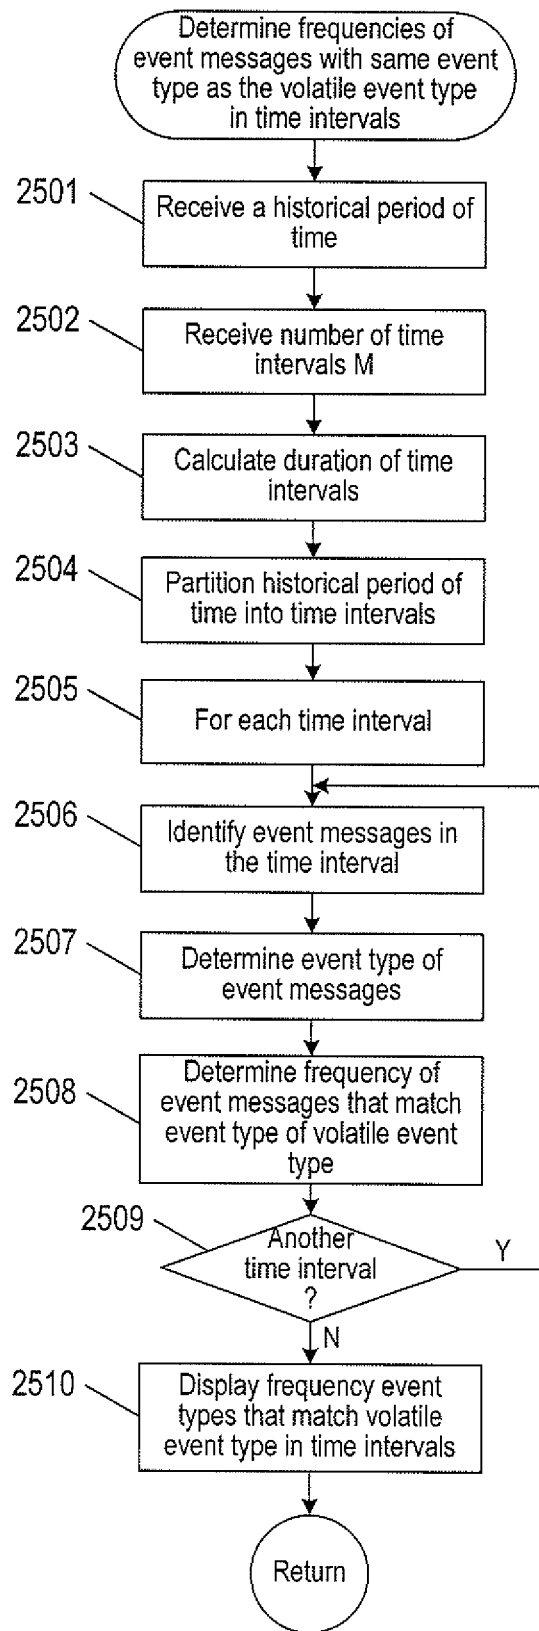 Determine frequencies of
event messages with same event
type as the volatile event type
in time intervals
2501
Receive a historical period of
time
2502
Receive number of time
intervals M
2503
Calculate duration of time
intervals
2504
Partition historical period of
time into time intervals
2505
For each time interval
2506
Identify event messages in
the time interval
2507
Determine event type of
event messages
2508
Determine frequency of
event messages that match
event type of volatile event
type
2509
Another
time interval
?
Y
N
2510
Display frequency event
types that match volatile
event type in time intervals
Return